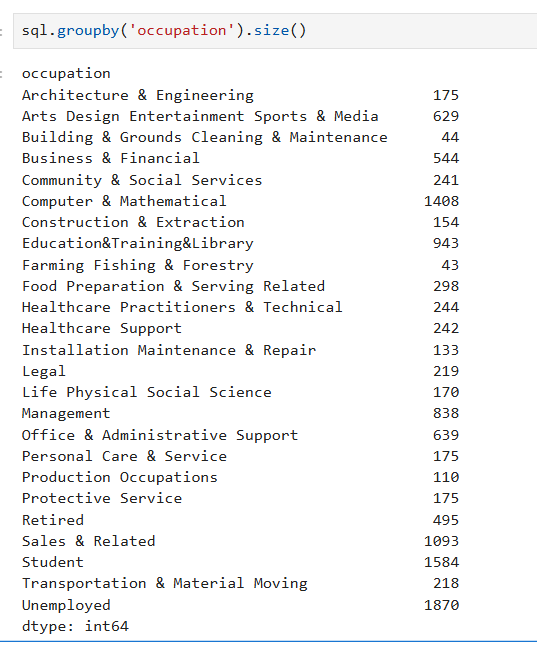 sql.groupby('occupation').size()
occupation
Architecture & Engineering 175
Arts Design Entertainment Sports & Media 629
Building & Grounds Cleaning & Maintenance 44
Business & Financial 544
Community & Social Services 241
Computer & Mathematical 1408
Construction & Extraction 154
Education&Training&Library 943
Farming Fishing & Forestry 43
Food Preparation & Serving Related 298
Healthcare Practitioners & Technical 244
Healthcare Support 242
Installation Maintenance & Repair 133
Legal 219
Life Physical Social Science 170
Management 838
Office & Administrative Support 639
Personal Care & Service 175
Production Occupations 110
Protective Service 175
Retired 495
Sales & Related 1093
Student 1584
Transportation & Material Moving 218
Unemployed 1870
dtype: int64